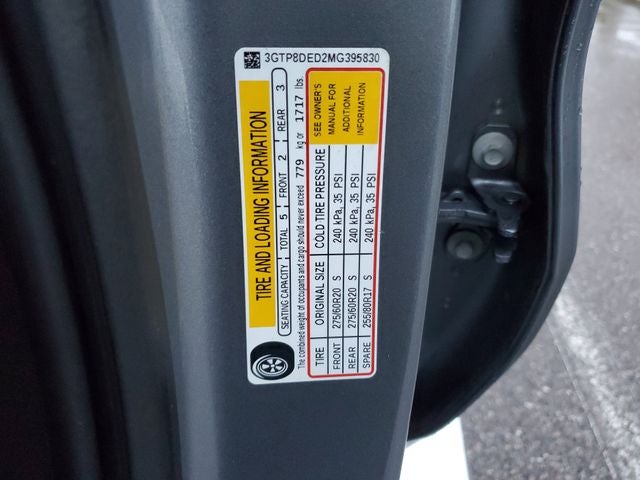 3GTP8DED2MG395830
TIRE AND LOADING INFORMATION
SEATING CAPACITY TOTAL 5 FRONT 2 REAR 3
The combined weight of occupants and cargo should never exceed 779 kg or 1717 lbs.
TIRE ORIGINAL SIZE COLD TIRE PRESSURE
FRONT 275/60R20 S 240 kPa, 35 PSI
REAR 275/60R20 S 240 kPa, 35 PSI
SPARE 255/80R17 S 240 kPa, 35 PSI
SEE OWNER'S
MANUAL FOR
ADDITIONAL
INFORMATION